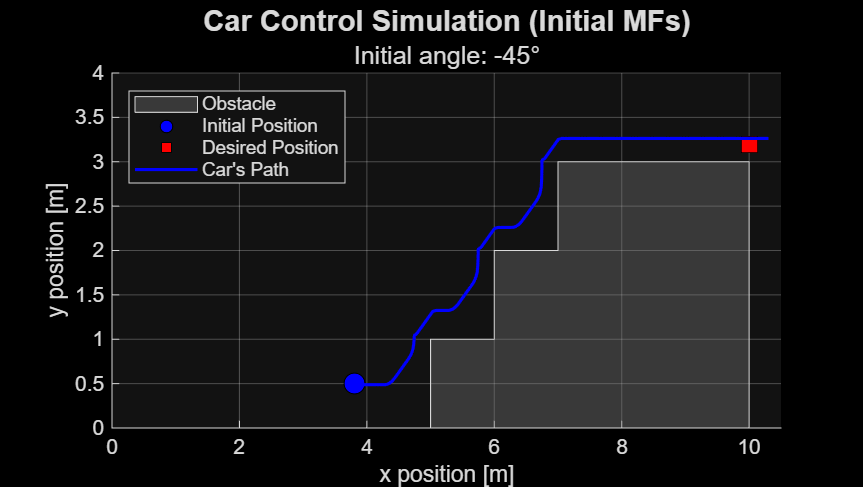 Car Control Simulation (Initial MFs)
Initial angle: -45°
Obstacle
Initial Position
Desired Position
Car's Path
4
3.5
3
2.5
2
1.5
1
0.5
0
y position [m]
0 2 4 6 8 10
x position [m]